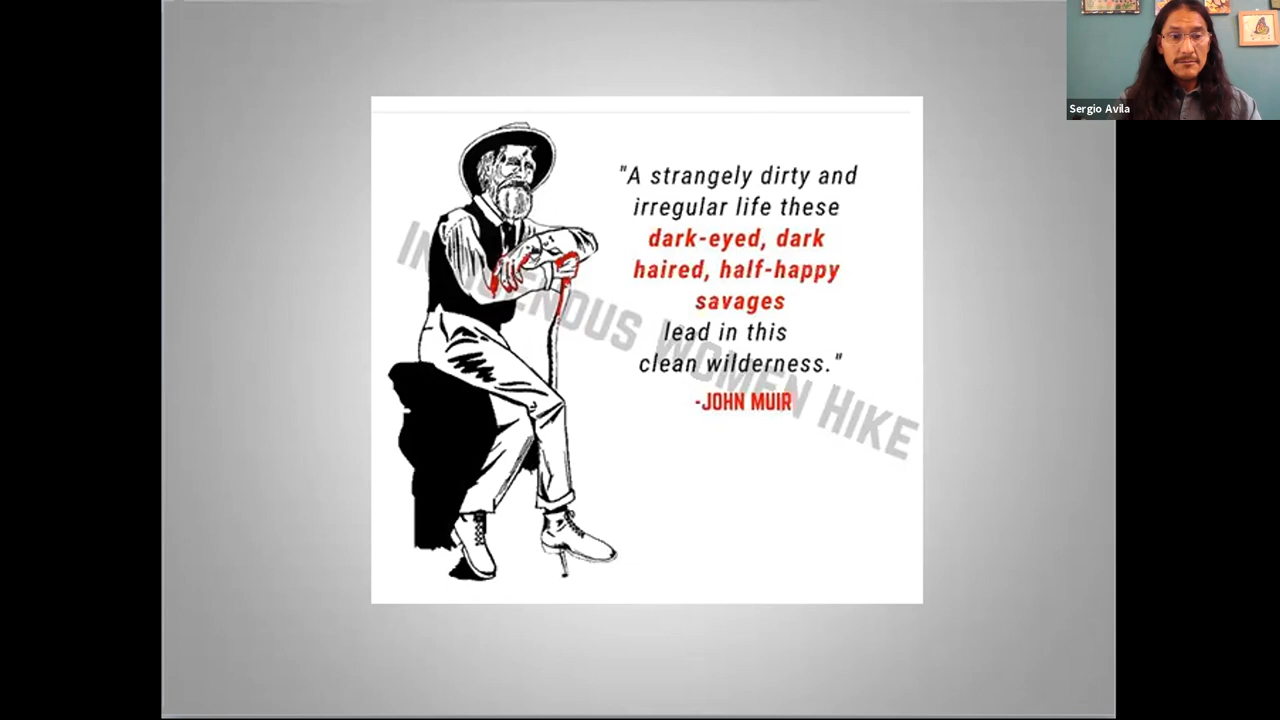 Sergio Avila
"A strangely dirty and
irregular life these
dark-eyed, dark
haired, half-happy
savages
lead in this
clean wilderness."
-JOHN MUIR
INDIGENOUS WOMEN HIKE